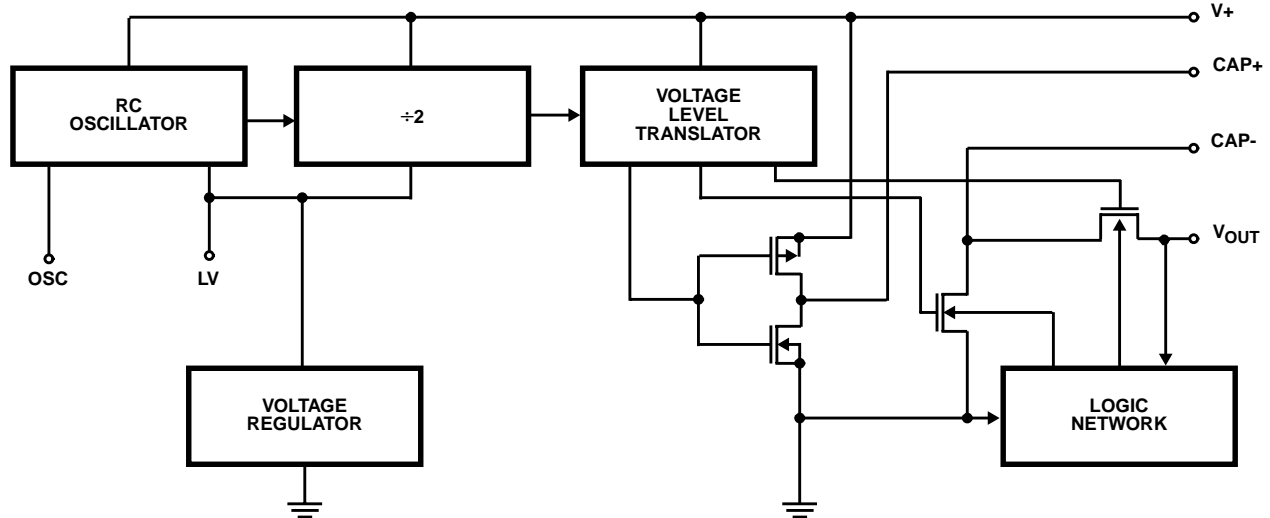 V+
CAP+
RC
OSCILLATOR
÷2
VOLTAGE
LEVEL
TRANSLATOR
CAP-
VOUT
OSC
LV
VOLTAGE
REGULATOR
LOGIC
NETWORK